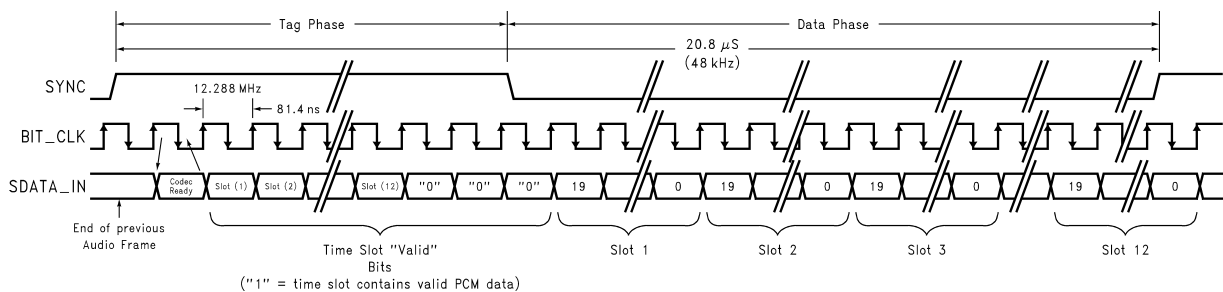 Tag Phase
Data Phase
20.8 μS
(48 kHz)
SYNC
12.288 MHz
81.4 ns
BIT_CLK
SDATA_IN
Codec
Ready
Slot (1)
Slot (2)
Slot (12)
"0"
"0"
"0"
19
0
19
0
19
0
19
0
End of previous
Audio Frame
Time Slot "Valid"
Bits
("1" = time slot contains valid PCM data)
Slot 1
Slot 2
Slot 3
Slot 12